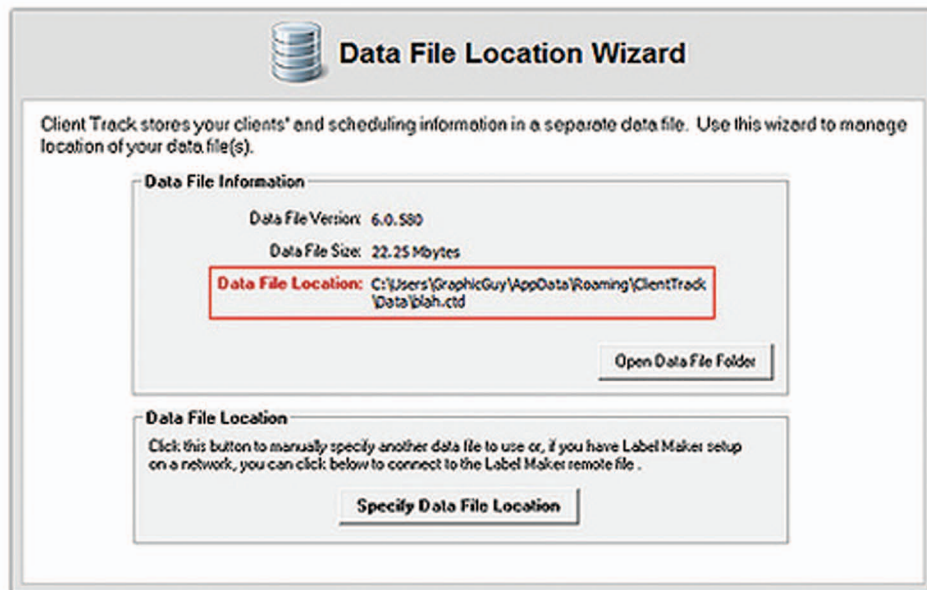 Data File Location Wizard
Client Track stores your clients' and scheduling information in a separate data file. Use this wizard to manage
location of your data file(s).
Data File Information
Data File Version: 6.0.580
Data File Size: 22.25 Mbytes
Data File Location: C:\Users\GraphicGuy\AppData\Roaming\ClientTrack
\Data\blah.ctd
Open Data File Folder
Data File Location
Click this button to manually specify another data file to use or, if you have Label Maker setup
on a network, you can click below to connect to the Label Maker remote file .
Specify Data File Location